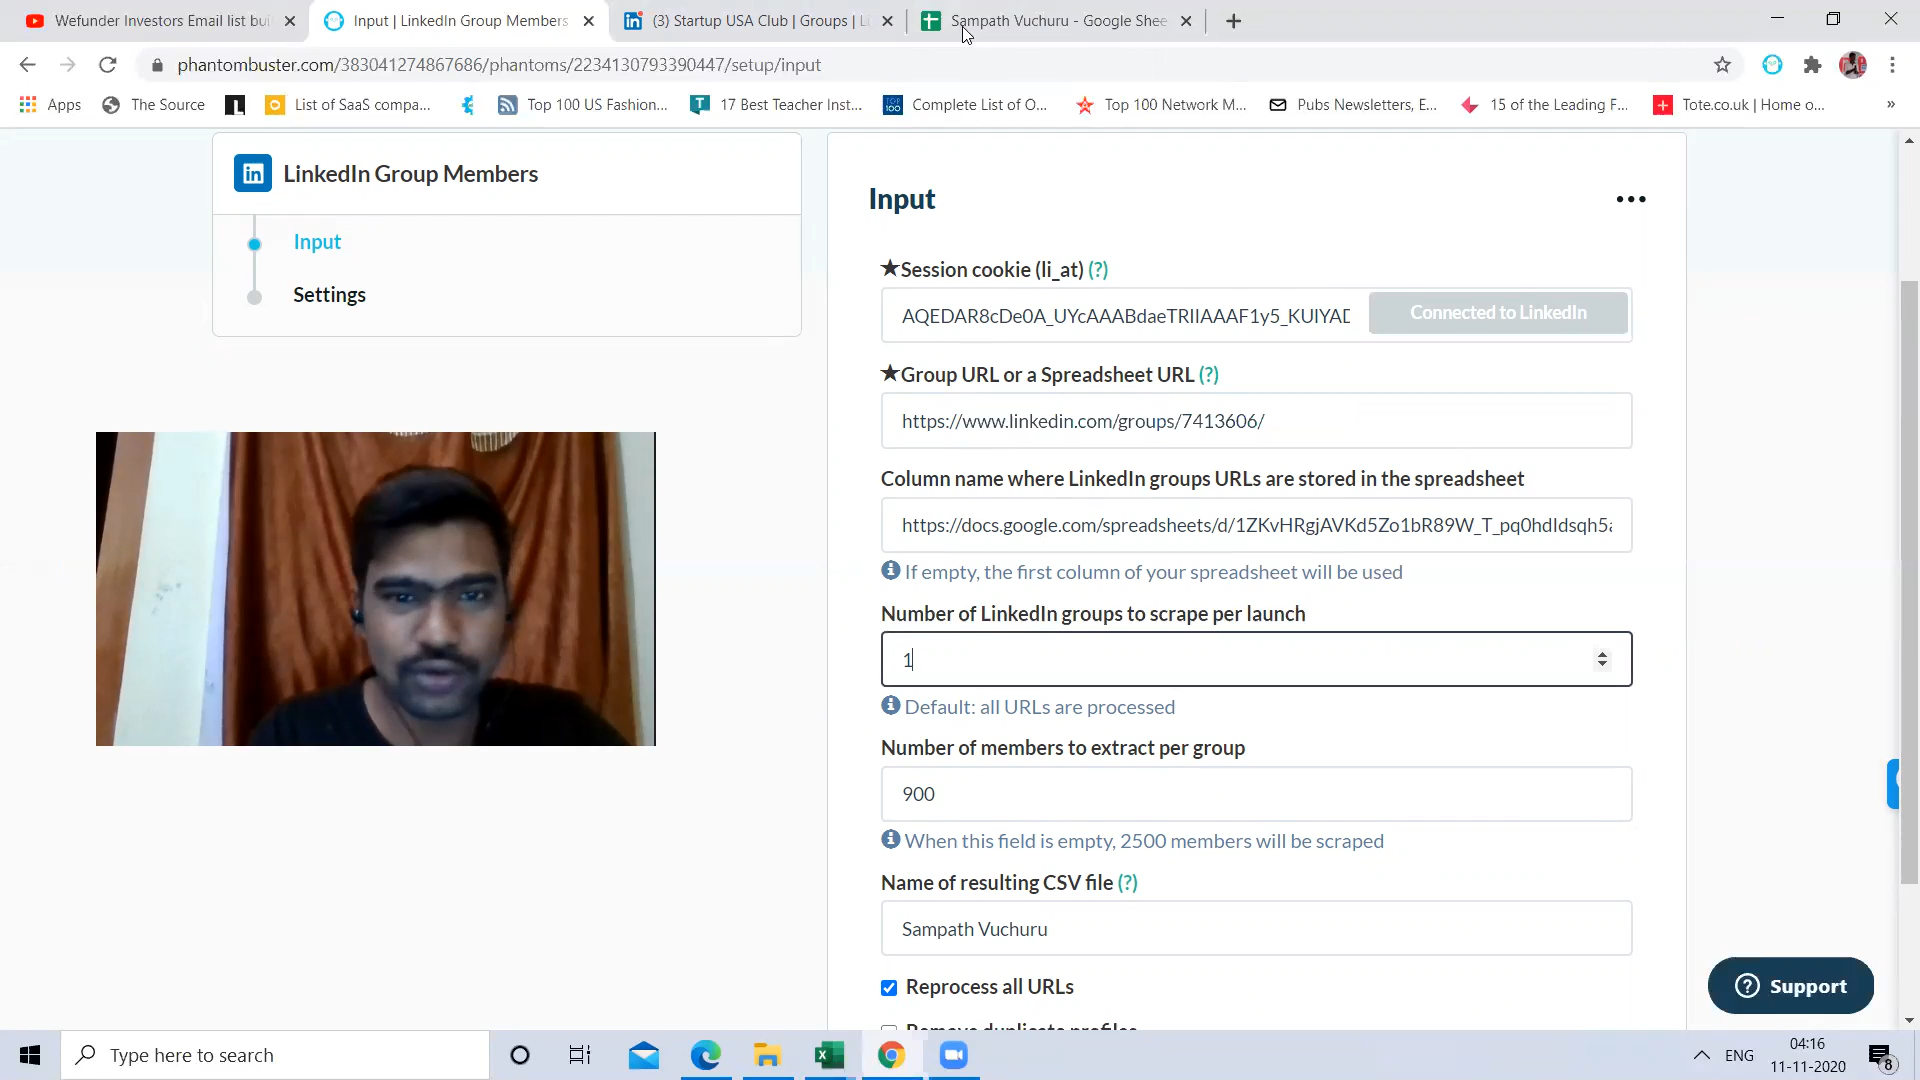 Wefunder Investors Email list bui
Input | LinkedIn Group Members
(3) Startup USA Club | Groups | L
Sampath Vuchuru - Google Shee
phantombuster.com/383041274867686/phantoms/2234130793390447/setup/input
Apps
The Source
List of SaaS compa...
Top 100 US Fashion...
17 Best Teacher Inst...
TOP 100
Complete List of O...
Top 100 Network M...
Pubs Newsletters, E...
15 of the Leading F...
Tote.co.uk | Home o...
»
in LinkedIn Group Members
Input
Settings
Input
★Session cookie (li_at) (?)
AQEDAR8cDe0A_UYcAAABdaeTRIIAAAF1y5_KUIYAD
Connected to LinkedIn
★Group URL or a Spreadsheet URL (?)
https://www.linkedin.com/groups/7413606/
Column name where LinkedIn groups URLs are stored in the spreadsheet
https://docs.google.com/spreadsheets/d/1ZKvHRgjAVKd5Zo1bR89W_T_pq0hdIdsqh5a
If empty, the first column of your spreadsheet will be used
Number of LinkedIn groups to scrape per launch
1
Default: all URLs are processed
Number of members to extract per group
900
When this field is empty, 2500 members will be scraped
Name of resulting CSV file (?)
Sampath Vuchuru
Reprocess all URLs
Remove duplicate profiles
Support
Type here to search
ENG
04:16
11-11-2020
8